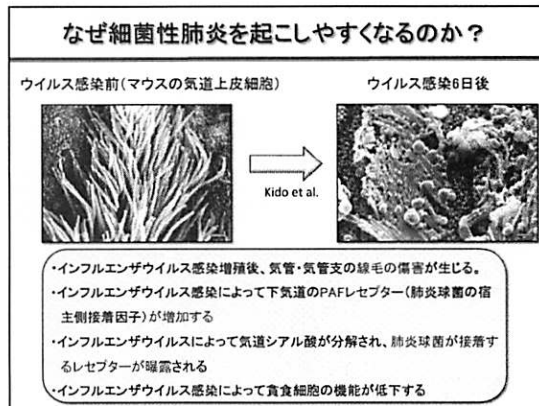 なぜ細菌性肺炎を起こしやすくなるのか？
ウイルス感染前(マウスの気道上皮細胞)
ウイルス感染6日後
Kido et al.
・インフルエンザウイルス感染増殖後、気管・気管支の線毛の傷害が生じる。
・インフルエンザ感染によって下気道のPAFレセプター(肺炎球菌の宿
主側接着因子)が増加する
・インフルエンザウイルスによって気道シアル酸が分解され、肺炎球菌が接着す
るレセプターが曝露される
・インフルエンザウイルス感染によって貪食細胞の機能が低下する